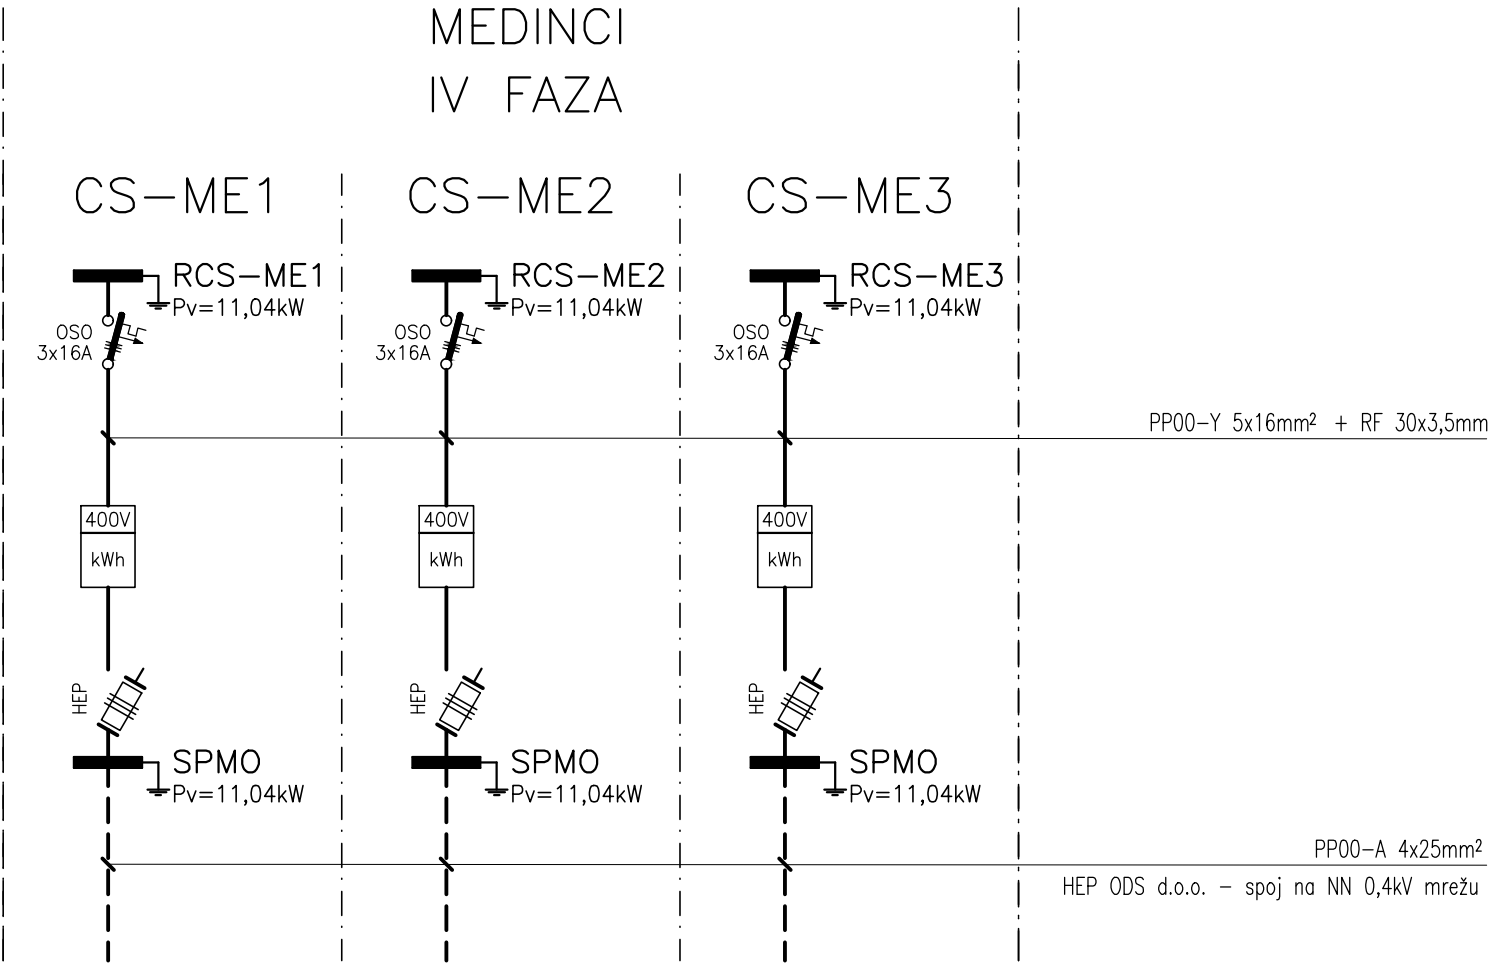 MEDINCI
IV FAZA
CS-ME1
CS-ME2
CS-ME3
RCS-ME1
Pv=11,04kW
OSO
3x16A
RCS-ME2
Pv=11,04kW
OSO
3x16A
RCS-ME3
Pv=11,04kW
OSO
3x16A
PP00-Y 5x16mm² + RF 30x3,5mm
400V
kWh
400V
kWh
400V
kWh
HEP
HEP
HEP
SPMO
Pv=11,04kW
SPMO
Pv=11,04kW
SPMO
Pv=11,04kW
PP00-A 4x25mm²
HEP ODS d.o.o. - spoj na NN 0,4kV mrežu